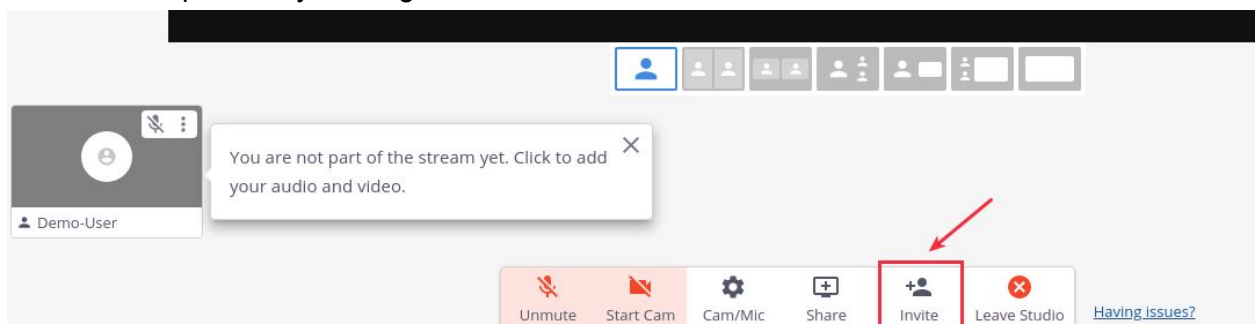 You are not part of the stream yet. Click to add
your audio and video.
Demo-User
Unmute
Start Cam
Cam/Mic
Share
Invite
Leave Studio
Having issues?